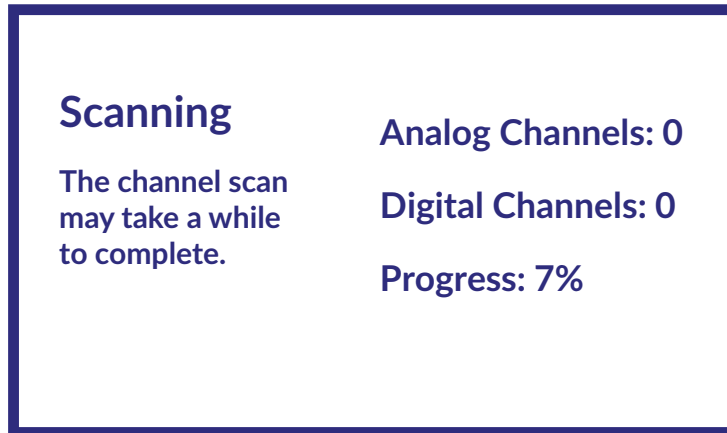 Scanning
The channel scan
may take a while
to complete.
Analog Channels: 0
Digital Channels: 0
Progress: 7%